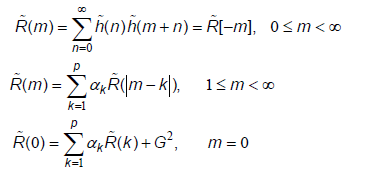 R̃(m) = ∑_{n=0}^{∞} h̃(n)h̃(m+n) = R̃[−m], 0 ≤ m < ∞
R̃(m) = ∑_{k=1}^{p} α_k R̃(|m−k|), 1 ≤ m < ∞
R̃(0) = ∑_{k=1}^{p} α_k R̃(k) + G², m = 0